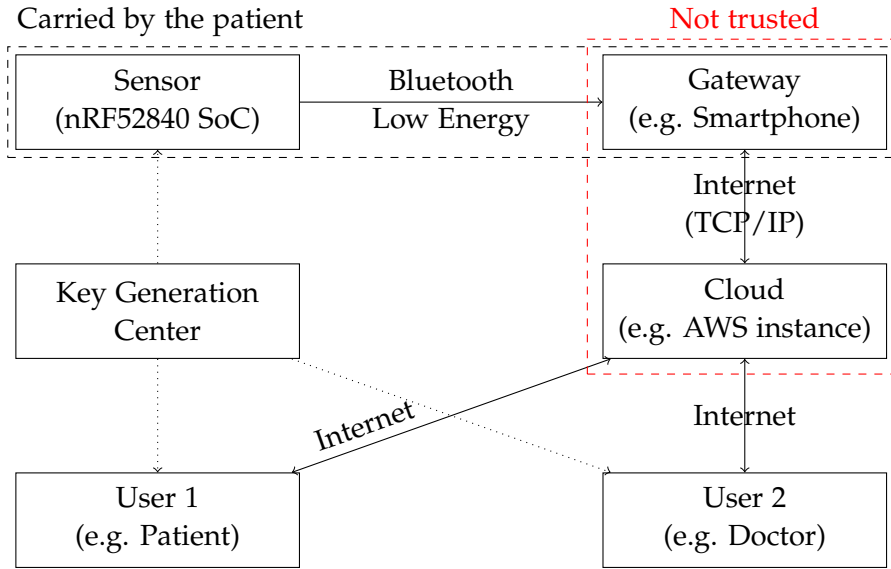 Carried by the patient
Not trusted
Sensor
(nRF52840 SoC)
Bluetooth
Low Energy
Gateway
(e.g. Smartphone)
Internet
(TCP/IP)
Key Generation
Center
Cloud
(e.g. AWS instance)
Internet
Internet
User 1
(e.g. Patient)
User 2
(e.g. Doctor)